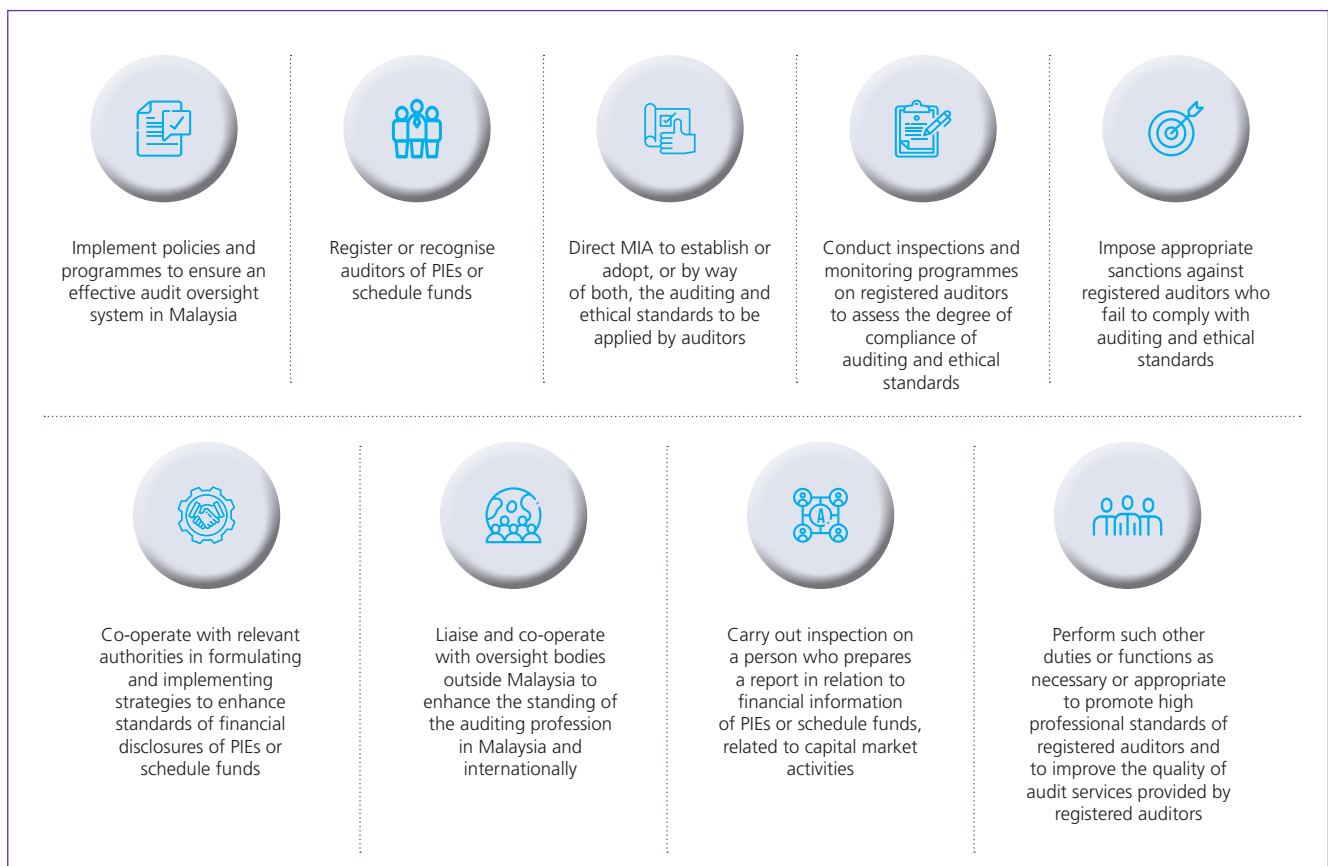 Implement policies and
programmes to ensure an
effective audit oversight
system in Malaysia
Register or recognise
auditors of PIEs or
schedule funds
Direct MIA to establish or
adopt, or by way
of both, the auditing and
ethical standards to be
applied by auditors
Conduct inspections and
monitoring programmes
on registered auditors
to assess the degree of
compliance of
auditing and ethical
standards
Impose appropriate
sanctions against
registered auditors who
fail to comply with
auditing and ethical
standards
Co-operate with relevant
authorities in formulating
and implementing
strategies to enhance
standards of financial
disclosures of PIEs or
schedule funds
Liaise and co-operate
with oversight bodies
outside Malaysia to
enhance the standing of
the auditing profession
in Malaysia and
internationally
A.
Carry out inspection on
a person who prepares
a report in relation to
financial information
of PIEs or schedule funds,
related to capital market
activities
Perform such other
duties or functions as
necessary or appropriate
to promote high
professional standards of
registered auditors and
to improve the quality of
audit services provided by
registered auditors